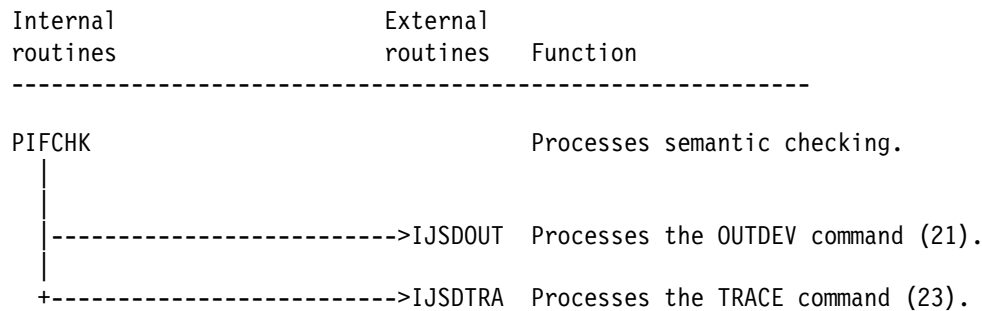 Internal                    External
routines                    routines  Function
------------------------------------------------------------
PIFCHK                                 Processes semantic checking.
|
|
|-------------------------->IJSDOUT  Processes the OUTDEV command (21).
|
+-------------------------->IJSDTRA  Processes the TRACE command (23).